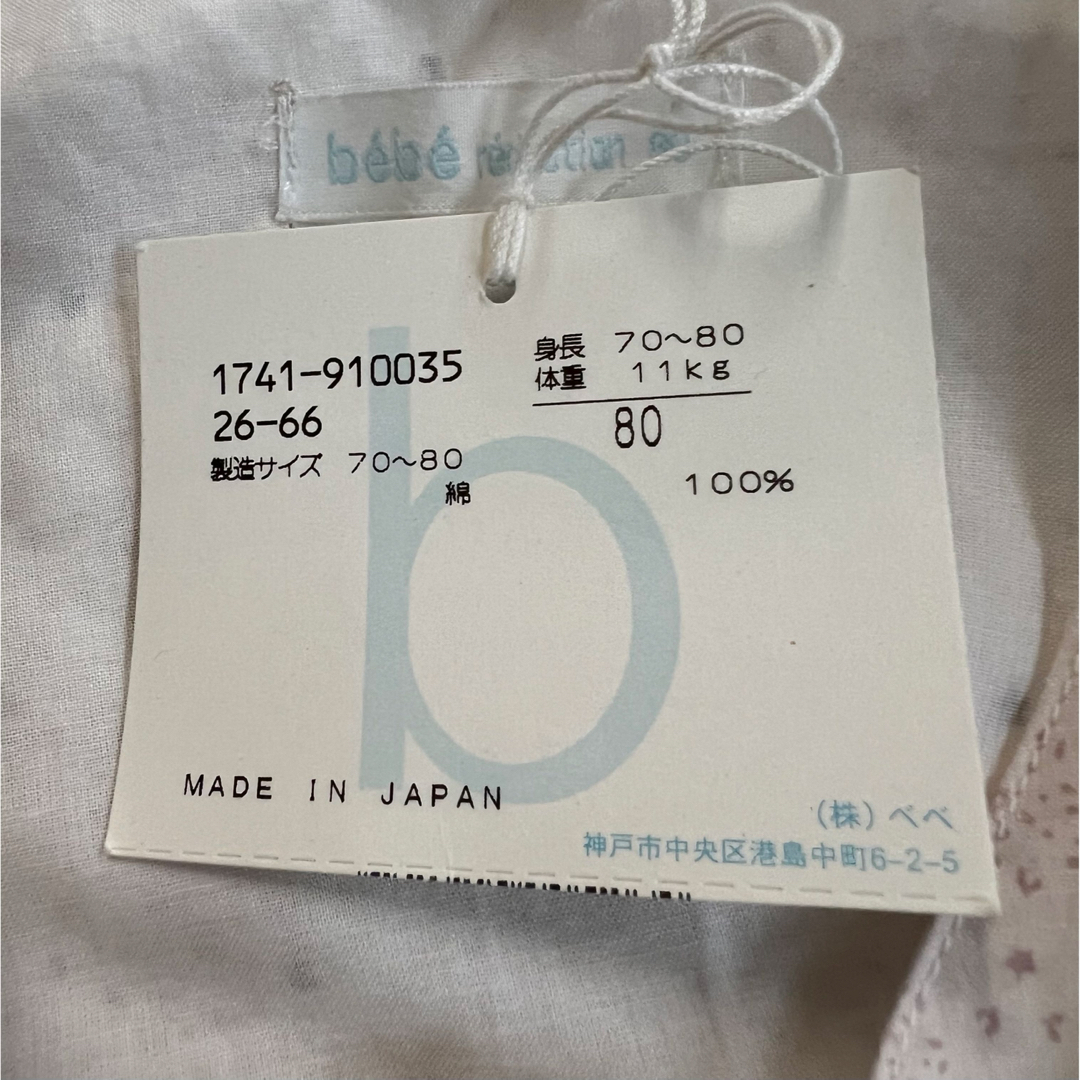 bébé
1741-910035
26-66
製造サイズ 70～80
綿 100%
身長 70～80
体重 11kg
80
b
MADE IN JAPAN
(株)べべ
神戸市中央区港島中町6-2-5